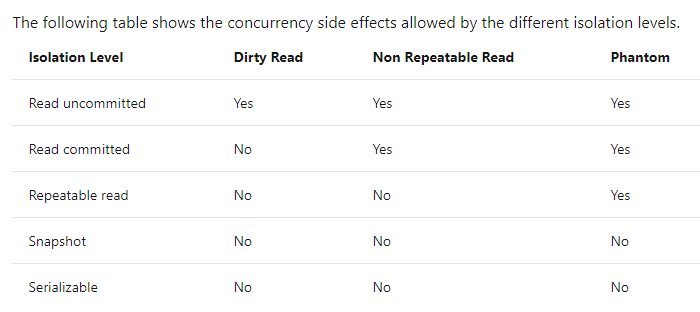 The following table shows the concurrency side effects allowed by the different isolation levels.
Isolation Level Dirty Read Non Repeatable Read Phantom
Read uncommitted Yes Yes Yes
Read committed No Yes Yes
Repeatable read No No Yes
Snapshot No No No
Serializable No No No